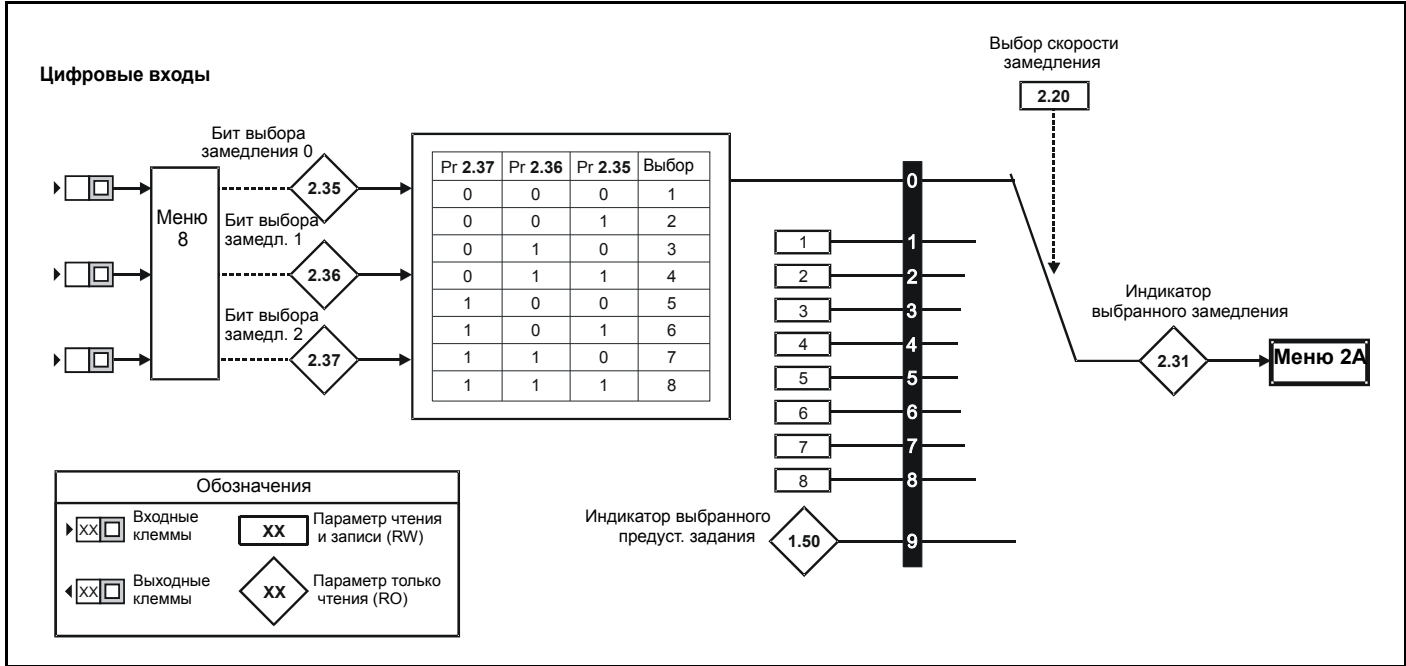 Цифровые входы
Бит выбора
замедления 0
2.35
Меню
8
Бит выбора
замедл. 1
2.36
Бит выбора
замедл. 2
2.37
Pr 2.37 Pr 2.36 Pr 2.35 Выбор
0 0 0 1
0 0 1 2
0 1 0 3
0 1 1 4
1 0 0 5
1 0 1 6
1 1 0 7
1 1 1 8
Выбор скорости
замедления
2.20
0
1 1
2 2
3 3
4 4
5 5
6 6
7 7
8 8
Индикатор выбранного
предуст. задания
1.50
9
Индикатор
выбранного замедления
2.31
Меню 2А
Обозначения
XX
Входные
клеммы
XX
Параметр чтения
и записи (RW)
XX
Выходные
клеммы
XX
Параметр только
чтения (RO)